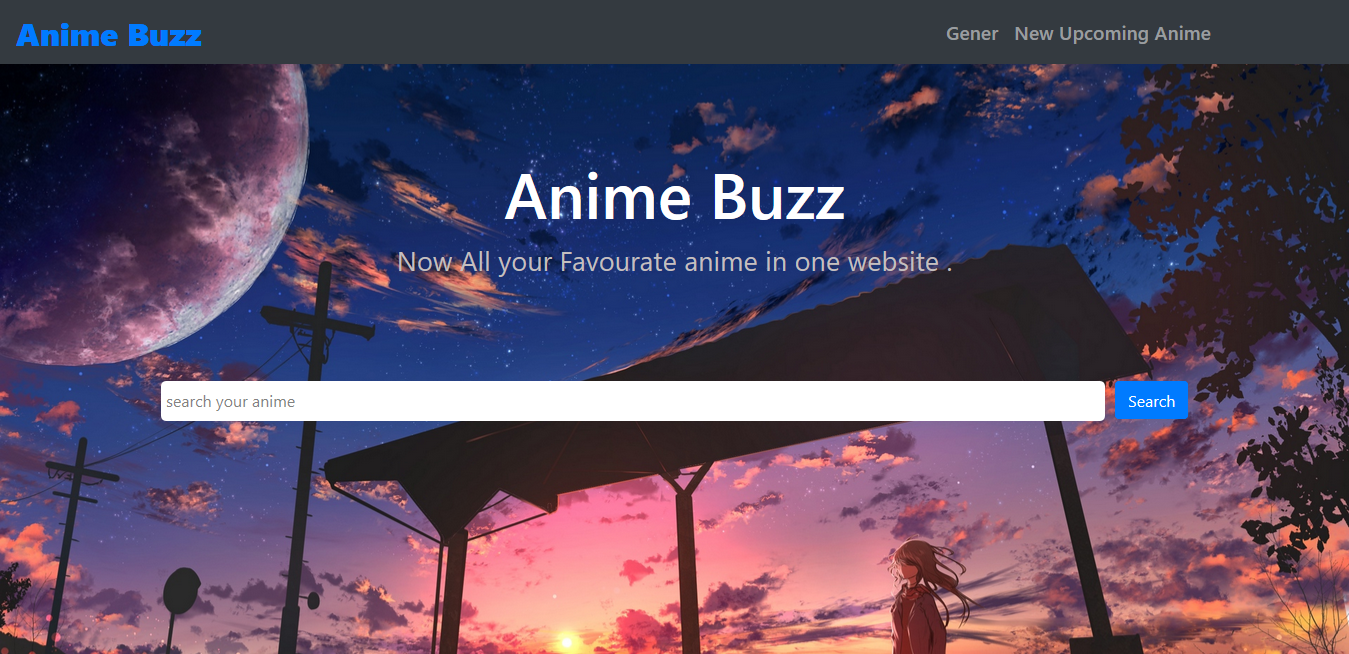 Anime Buzz
Gener New Upcoming Anime
Anime Buzz
Now All your Favourate anime in one website .
search your anime
Search